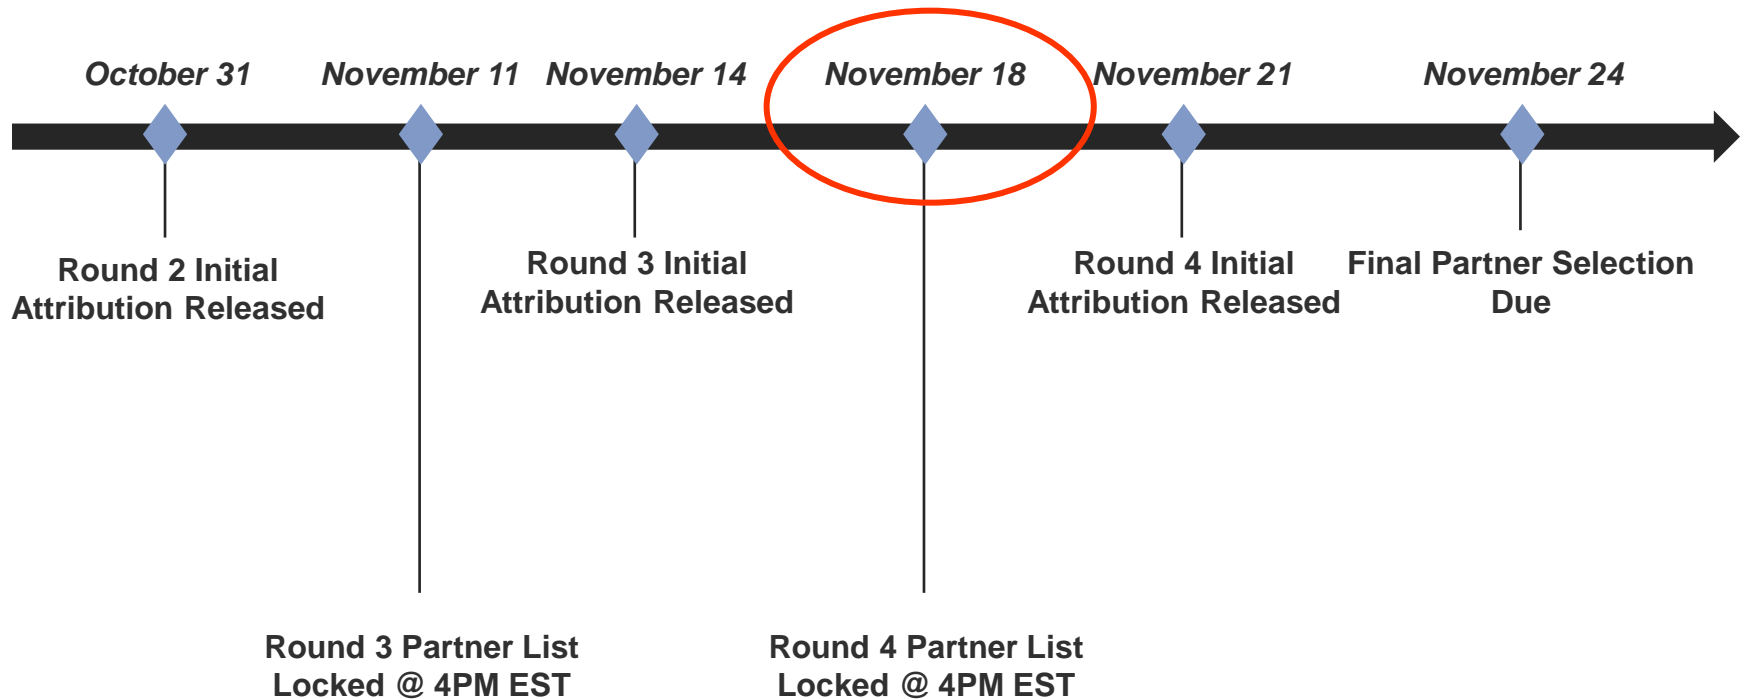 October 31
November 11
November 14
November 18
November 21
November 24
Round 2 Initial
Attribution Released
Round 3 Initial
Attribution Released
Round 4 Initial
Attribution Released
Final Partner Selection
Due
Round 3 Partner List
Locked @ 4PM EST
Round 4 Partner List
Locked @ 4PM EST